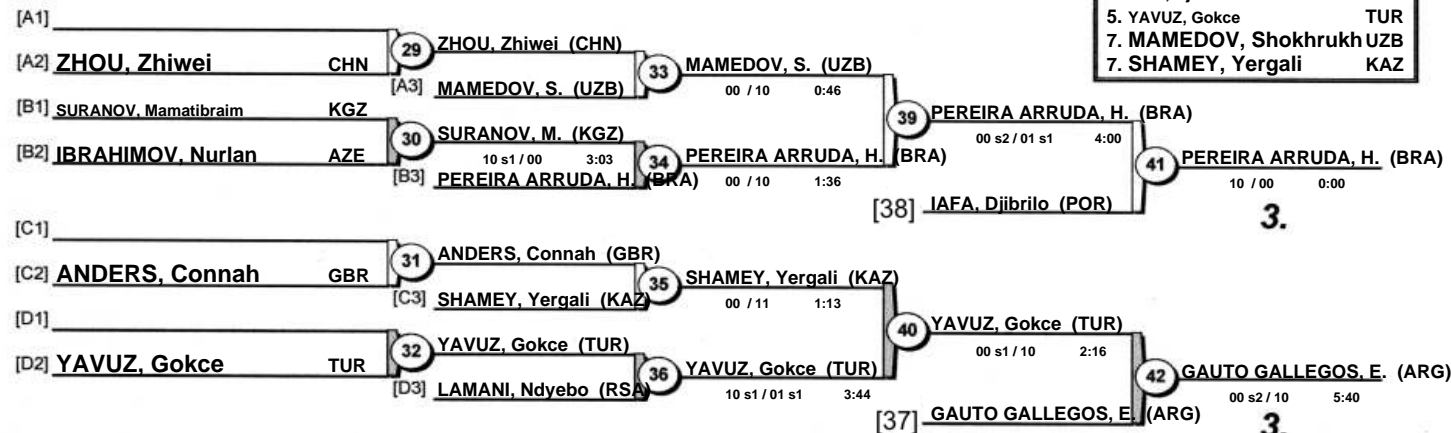 5. YAVUZ, Gokce TUR
7. MAMEDOV, Shokhrukh UZB
7. SHAMEY, Yergali KAZ
[A1]
[A2] ZHOU, Zhiwei CHN
29
ZHOU, Zhiwei (CHN)
[A3] MAMEDOV, S. (UZB)
33
MAMEDOV, S. (UZB)
00 / 10 0:46
[B1] SURANOV, Mamatibraim KGZ
[B2] IBRAHIMOV, Nurlan AZE
30
SURANOV, M. (KGZ)
10 s1 / 00 3:03
[B3] PEREIRA ARRUDA, H. (BRA)
34
PEREIRA ARRUDA, H. (BRA)
00 / 10 1:36
39
PEREIRA ARRUDA, H. (BRA)
00 s2 / 01 s1 4:00
[38] IAFA, Djibrilo (POR)
41
PEREIRA ARRUDA, H. (BRA)
10 / 00 0:00
3.
[C1]
[C2] ANDERS, Connah GBR
31
ANDERS, Connah (GBR)
[C3] SHAMEY, Yergali (KAZ)
35
SHAMEY, Yergali (KAZ)
00 / 11 1:13
[D1]
[D2] YAVUZ, Gokce TUR
32
YAVUZ, Gokce (TUR)
[D3] LAMANI, Ndyebo (RSA)
36
YAVUZ, Gokce (TUR)
10 s1 / 01 s1 3:44
40
YAVUZ, Gokce (TUR)
00 s1 / 10 2:16
[37] GAUTO GALLEGOS, E. (ARG)
42
GAUTO GALLEGOS, E. (ARG)
00 s2 / 10 5:40
3.